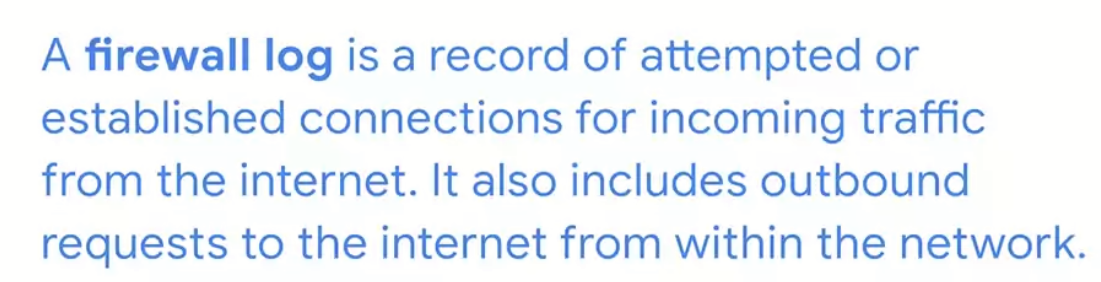 A firewall log is a record of attempted or
established connections for incoming traffic
from the internet. It also includes outbound
requests to the internet from within the network.